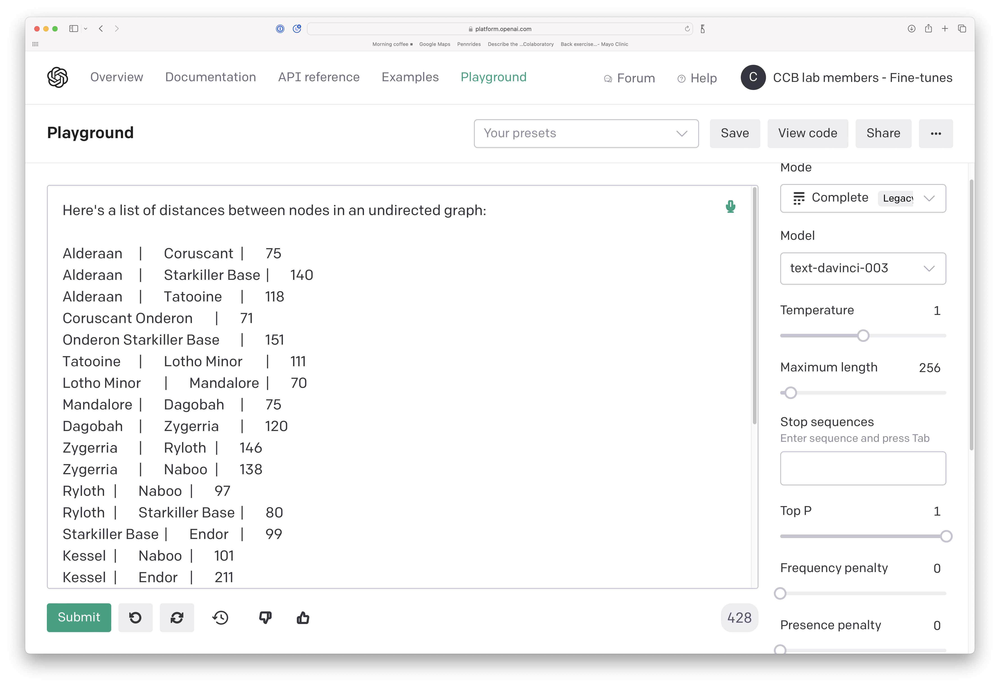 platform.openai.com
Morning coffee ■ Google Maps Pennrides Describe the ...Colaboratory Back exercise...- Mayo Clinic
Overview Documentation API reference Examples Playground Forum Help C CCB lab members - Fine-tunes
Playground Your presets Save View code Share •••
Mode
Complete Legacy
Model
text-davinci-003
Temperature 1
Maximum length 256
Stop sequences
Enter sequence and press Tab
Top P 1
Frequency penalty 0
Presence penalty 0
Here's a list of distances between nodes in an undirected graph:
Alderaan | Coruscant | 75
Alderaan | Starkiller Base | 140
Alderaan | Tatooine | 118
Coruscant Onderon | 71
Onderon Starkiller Base | 151
Tatooine | Lotho Minor | 111
Lotho Minor | Mandalore | 70
Mandalore | Dagobah | 75
Dagobah | Zygerria | 120
Zygerria | Ryloth | 146
Zygerria | Naboo | 138
Ryloth | Naboo | 97
Ryloth | Starkiller Base | 80
Starkiller Base | Endor | 99
Kessel | Naboo | 101
Kessel | Endor | 211
Submit 428